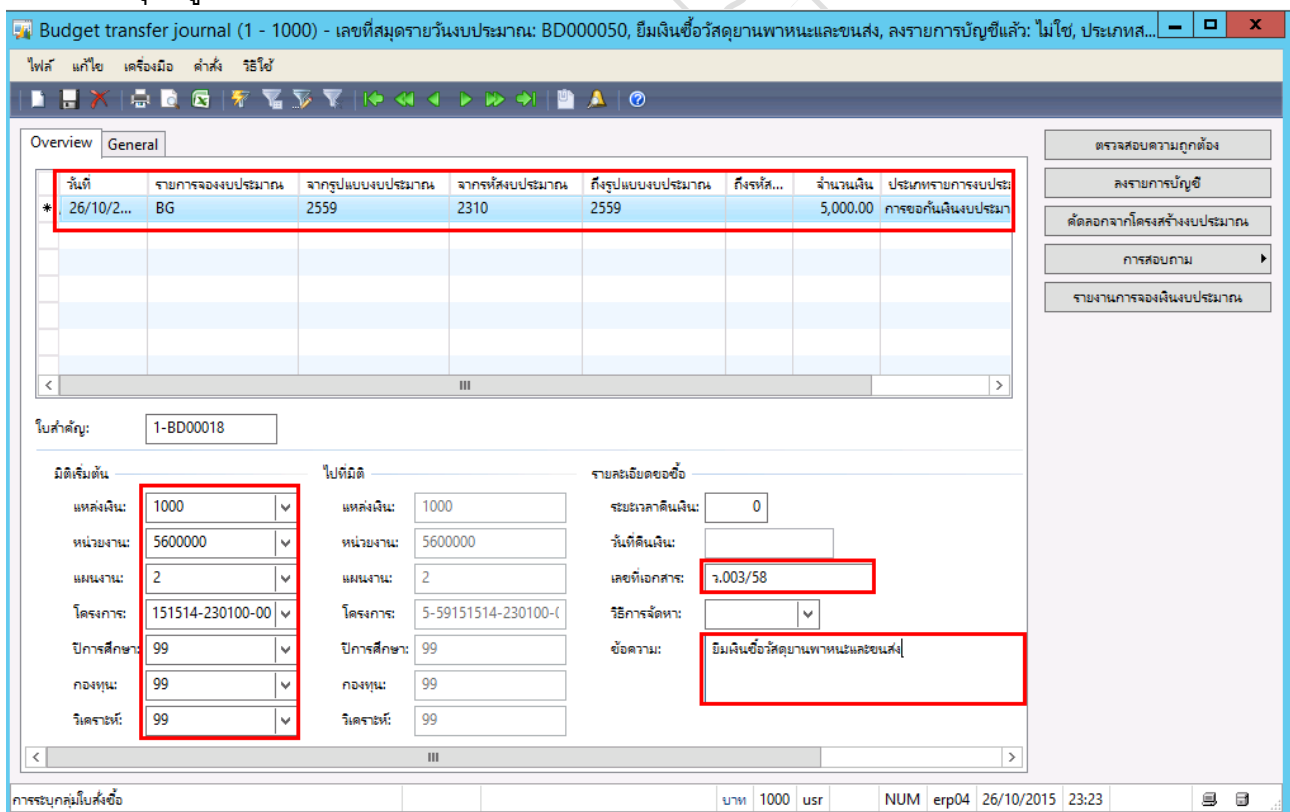 Budget transfer journal (1 - 1000) - เลขที่สมุดรายวันงบประมาณ: BD000050, ยืมเงินซื้อวัสดุยานพาหนะและขนส่ง, ลงรายการบัญชีแล้ว: ไม่ใช่, ประเภทส...
ไฟล์ แก้ไข เครื่องมือ คำสั่ง วิธีใช้
Overview General
วันที่ รายการจองงบประมาณ จากรูปแบบงบประมาณ จากรหัสงบประมาณ ถึงรูปแบบงบประมาณ ถึงรหัส... จำนวนเงิน ประเภทรายการงบประ
26/10/2... BG 2559 2310 2559 5,000.00 การขอกันเงินงบประมา
ตรวจสอบความถูกต้อง
ลงรายการบัญชี
คัดลอกจากโครงสร้างงบประมาณ
การสอบถาม
รายงานการจองเงินงบประมาณ
ใบสำคัญ: 1-BD00018
มิติเริ่มต้น ไปที่มิติ รายละเอียดขอซื้อ
แหล่งเงิน: 1000 แหล่งเงิน: 1000 ระยะเวลาคืนเงิน: 0
หน่วยงาน: 5600000 หน่วยงาน: 5600000 วันที่คืนเงิน:
แผนงาน: 2 แผนงาน: 2 เลขที่เอกสาร: ว.003/58
โครงการ: 151514-230100-00 โครงการ: 5-59151514-230100-( วิธีการจัดหา:
ปีการศึกษา: 99 ปีการศึกษา: 99 ข้อความ: ยืมเงินซื้อวัสดุยานพาหนะและขนส่ง
กองทุน: 99 กองทุน: 99
วิเคราะห์: 99 วิเคราะห์: 99
การระบุกลุ่มใบสั่งซื้อ บาท 1000 usr NUM erp04 26/10/2015 23:23